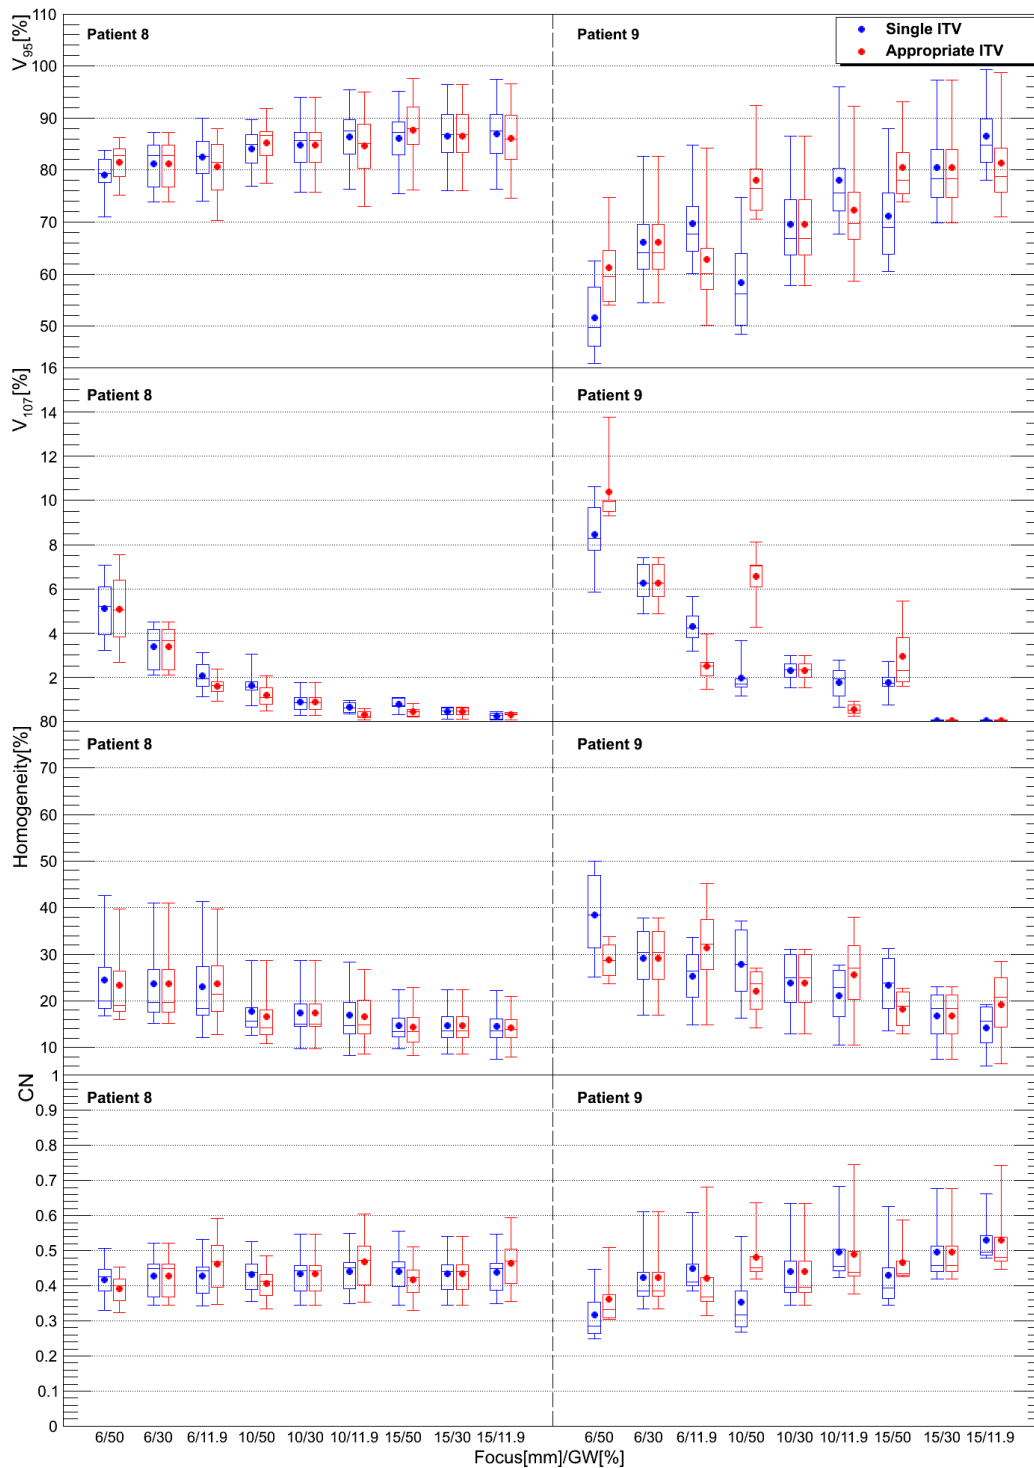 110
100
90
80
70
60
50
V95[%]
Patient 8
Patient 9
Single ITV
Appropriate ITV
16
14
12
10
8
6
4
2
V107[%]
Patient 8
Patient 9
80
70
60
50
40
30
20
10
Homogeneity[%]
Patient 8
Patient 9
1
0.9
0.8
0.7
0.6
0.5
0.4
0.3
0.2
0.1
0
CN
Patient 8
Patient 9
6/50 6/30 6/11.9 10/50 10/30 10/11.9 15/50 15/30 15/11.9 6/50 6/30 6/11.9 10/50 10/30 10/11.9 15/50 15/30 15/11.9
Focus[mm]/GW[%]